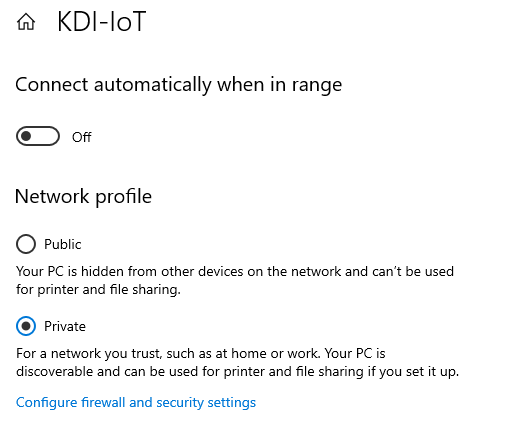 KDI-IoT
Connect automatically when in range
Off
Network profile
Public
Your PC is hidden from other devices on the network and can't be used
for printer and file sharing.
Private
For a network you trust, such as at home or work. Your PC is
discoverable and can be used for printer and file sharing if you set it up.
Configure firewall and security settings